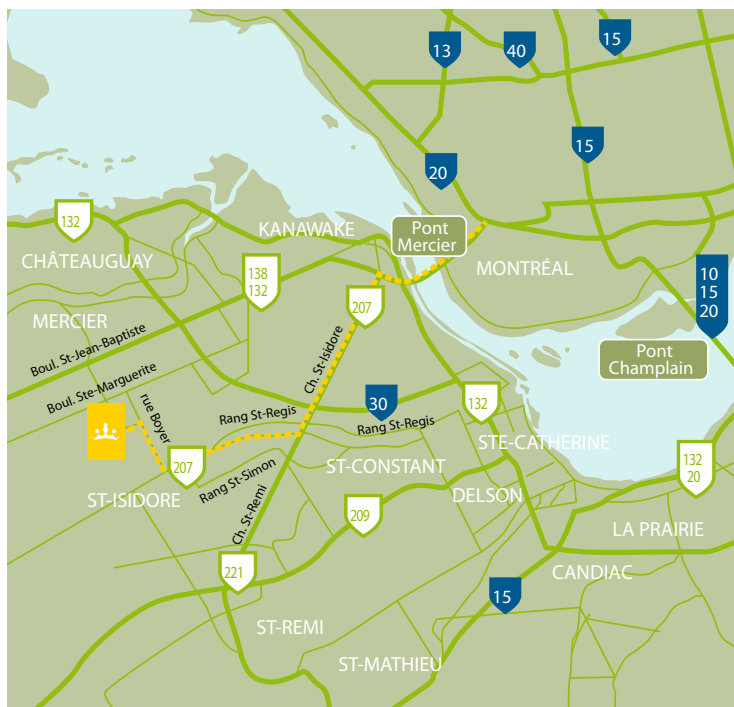 13
40
15
20
15
132
KANAWAKE
Pont
Mercier
CHÂTEAUGUAY
138
132
MONTRÉAL
10
15
20
207
MERCIER
Boul. St-Jean-Baptiste
Ch. St-Isidore
Pont
Champlain
Boul. Ste-Marguerite
rue Boyer
Rang St-Regis
30
Rang St-Regis
132
STE-CATHERINE
207
Rang St-Simon
ST-CONSTANT
132
20
ST-ISIDORE
DELSON
Ch. St-Remi
209
LA PRAIRIE
221
CANDIAC
15
ST-REMI
ST-MATHIEU